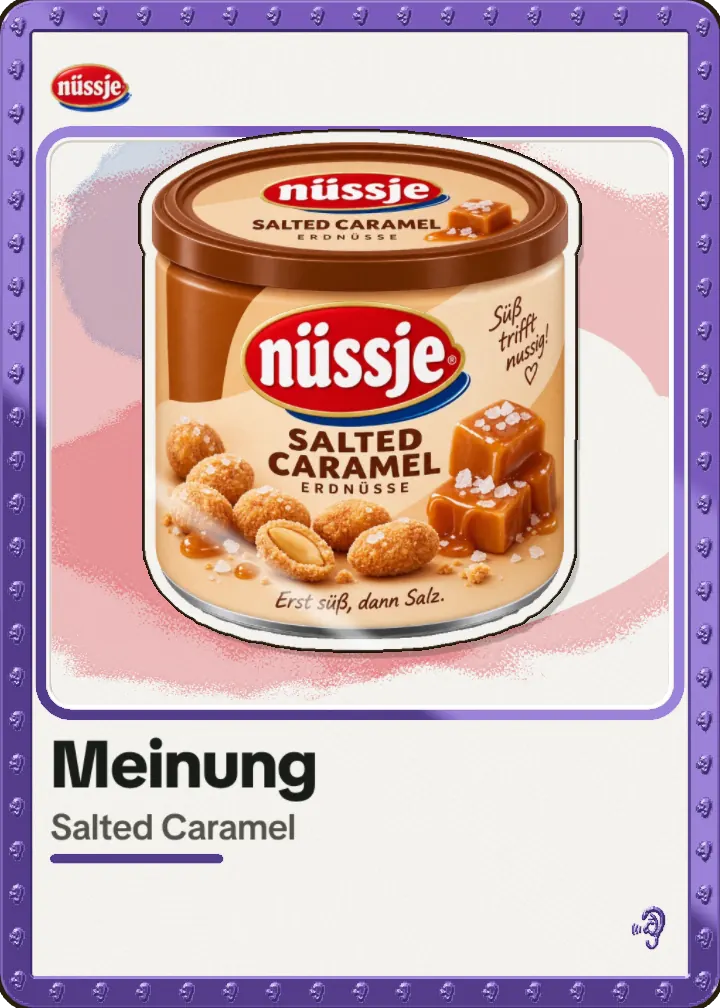 nüssje
nüssje
SALTED CARAMEL
ERDNÜSSE
Süß
trifft
nussig!
nüssje®
SALTED
CARAMEL
ERDNÜSSE
Erst süß, dann Salz.
Meinung
Salted Caramel